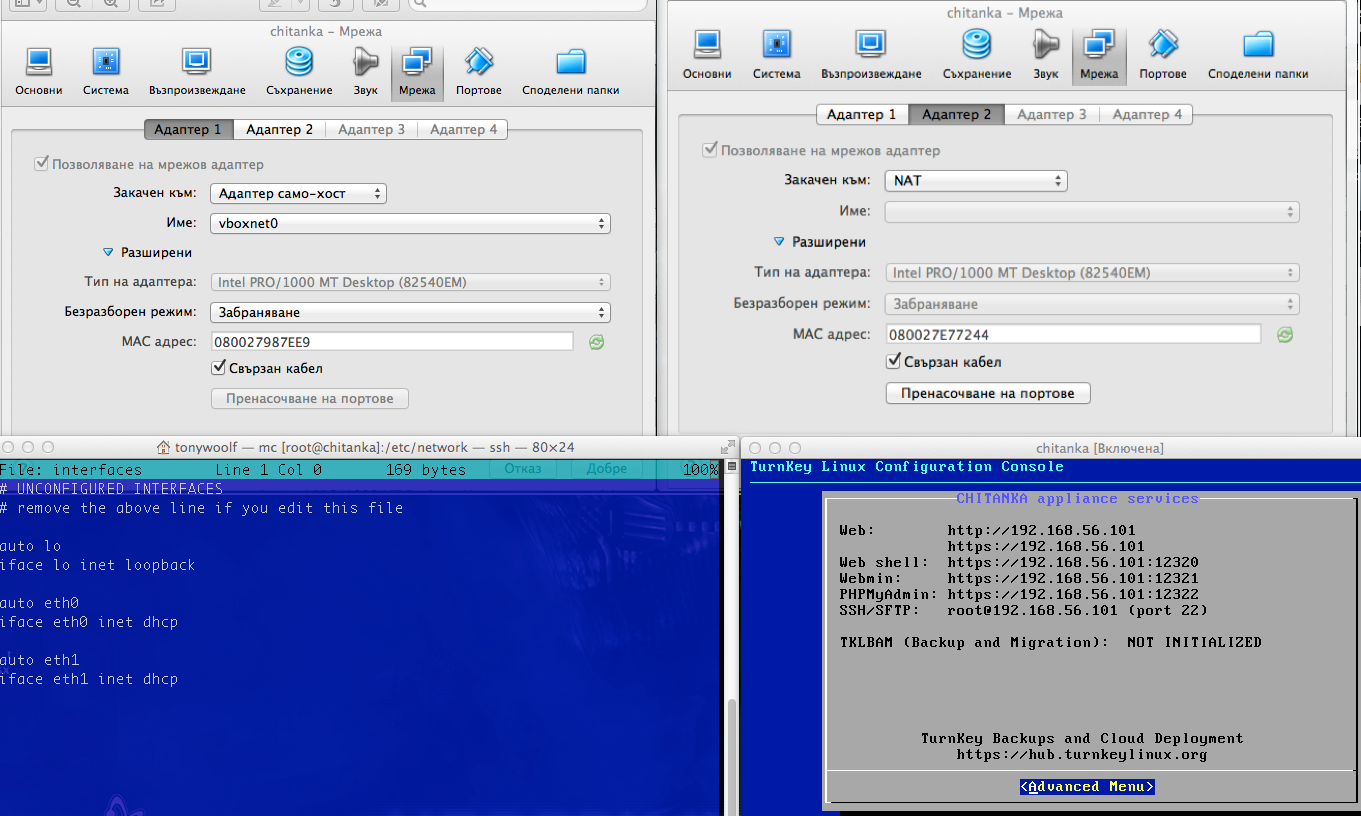 chitanka – Мрежа
Основни Система Възпроизвеждане Съхранение Звук Мрежа Портове Споделени папки
Адаптер 1 Адаптер 2 Адаптер 3 Адаптер 4
Позволяване на мрежов адаптер
Закачен към: Адаптер само-хост
Име: vboxnet0
Разширени
Тип на адаптера: Intel PRO/1000 MT Desktop (82540EM)
Безразборен режим: Забраняване
MAC адрес: 080027987EE9
Свързан кабел
Пренасочване на портове
chitanka – Мрежа
Основни Система Възпроизвеждане Съхранение Звук Мрежа Портове Споделени папки
Адаптер 1 Адаптер 2 Адаптер 3 Адаптер 4
Позволяване на мрежов адаптер
Закачен към: NAT
Име:
Разширени
Тип на адаптера: Intel PRO/1000 MT Desktop (82540EM)
Безразборен режим: Забраняване
MAC адрес: 080027E77244
Свързан кабел
Пренасочване на портове
tonywoolf — mc [root@chitanka]:/etc/network — ssh — 80×24
File: interfaces Line 1 Col 0 169 bytes Отказ Добре 100%
# UNCONFIGURED INTERFACES
# remove the above line if you edit this file
auto lo
iface lo inet loopback
auto eth0
iface eth0 inet dhcp
auto eth1
iface eth1 inet dhcp
chitanka [Включена]
TurnKey Linux Configuration Console
CHITANKA appliance services
Web: http://192.168.56.101
https://192.168.56.101
Web shell: https://192.168.56.101:12320
Webmin: https://192.168.56.101:12321
PHPMyAdmin: https://192.168.56.101:12322
SSH/SFTP: root@192.168.56.101 (port 22)
TKLBAM (Backup and Migration): NOT INITIALIZED
TurnKey Backups and Cloud Deployment
https://hub.turnkeylinux.org
<Advanced Menu>